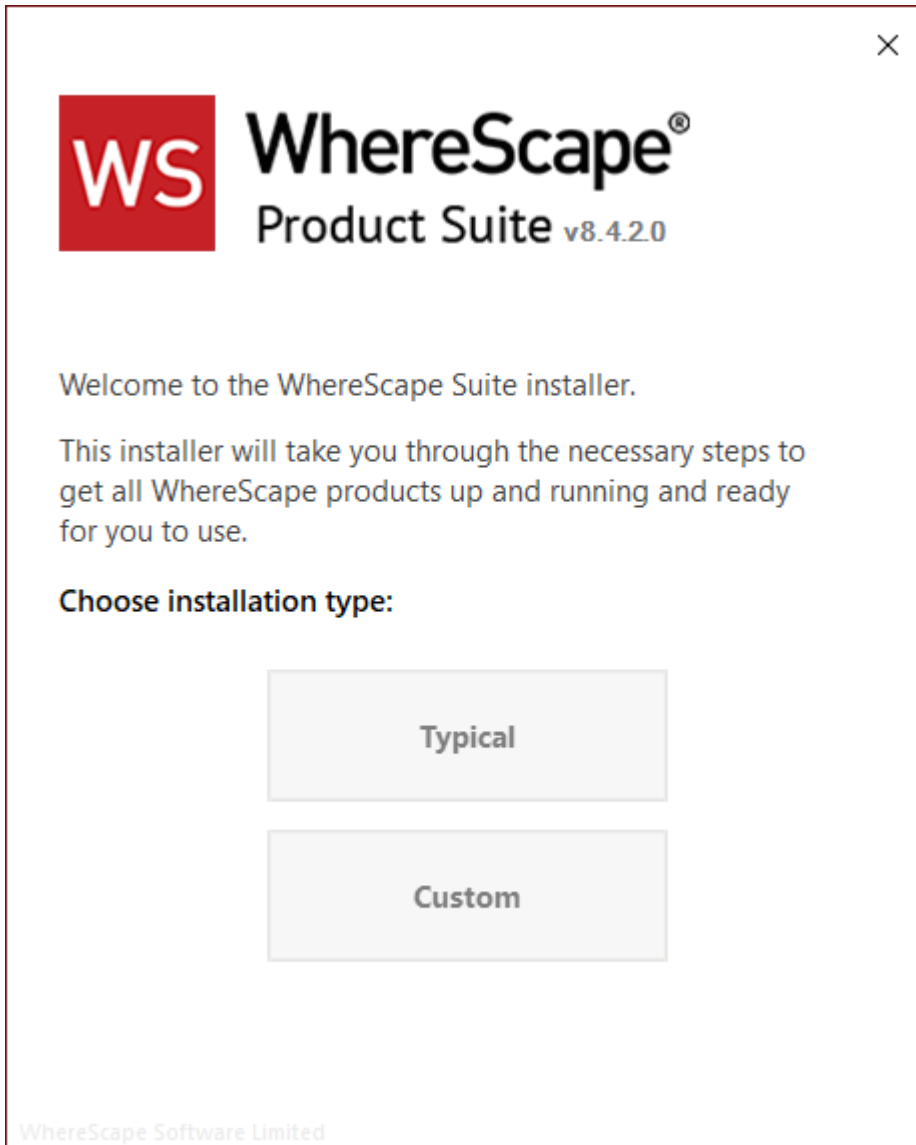 WS WhereScape®
Product Suite v8.4.2.0
Welcome to the WhereScape Suite installer.
This installer will take you through the necessary steps to
get all WhereScape products up and running and ready
for you to use.
Choose installation type:
Typical
Custom
WhereScape Software Limited